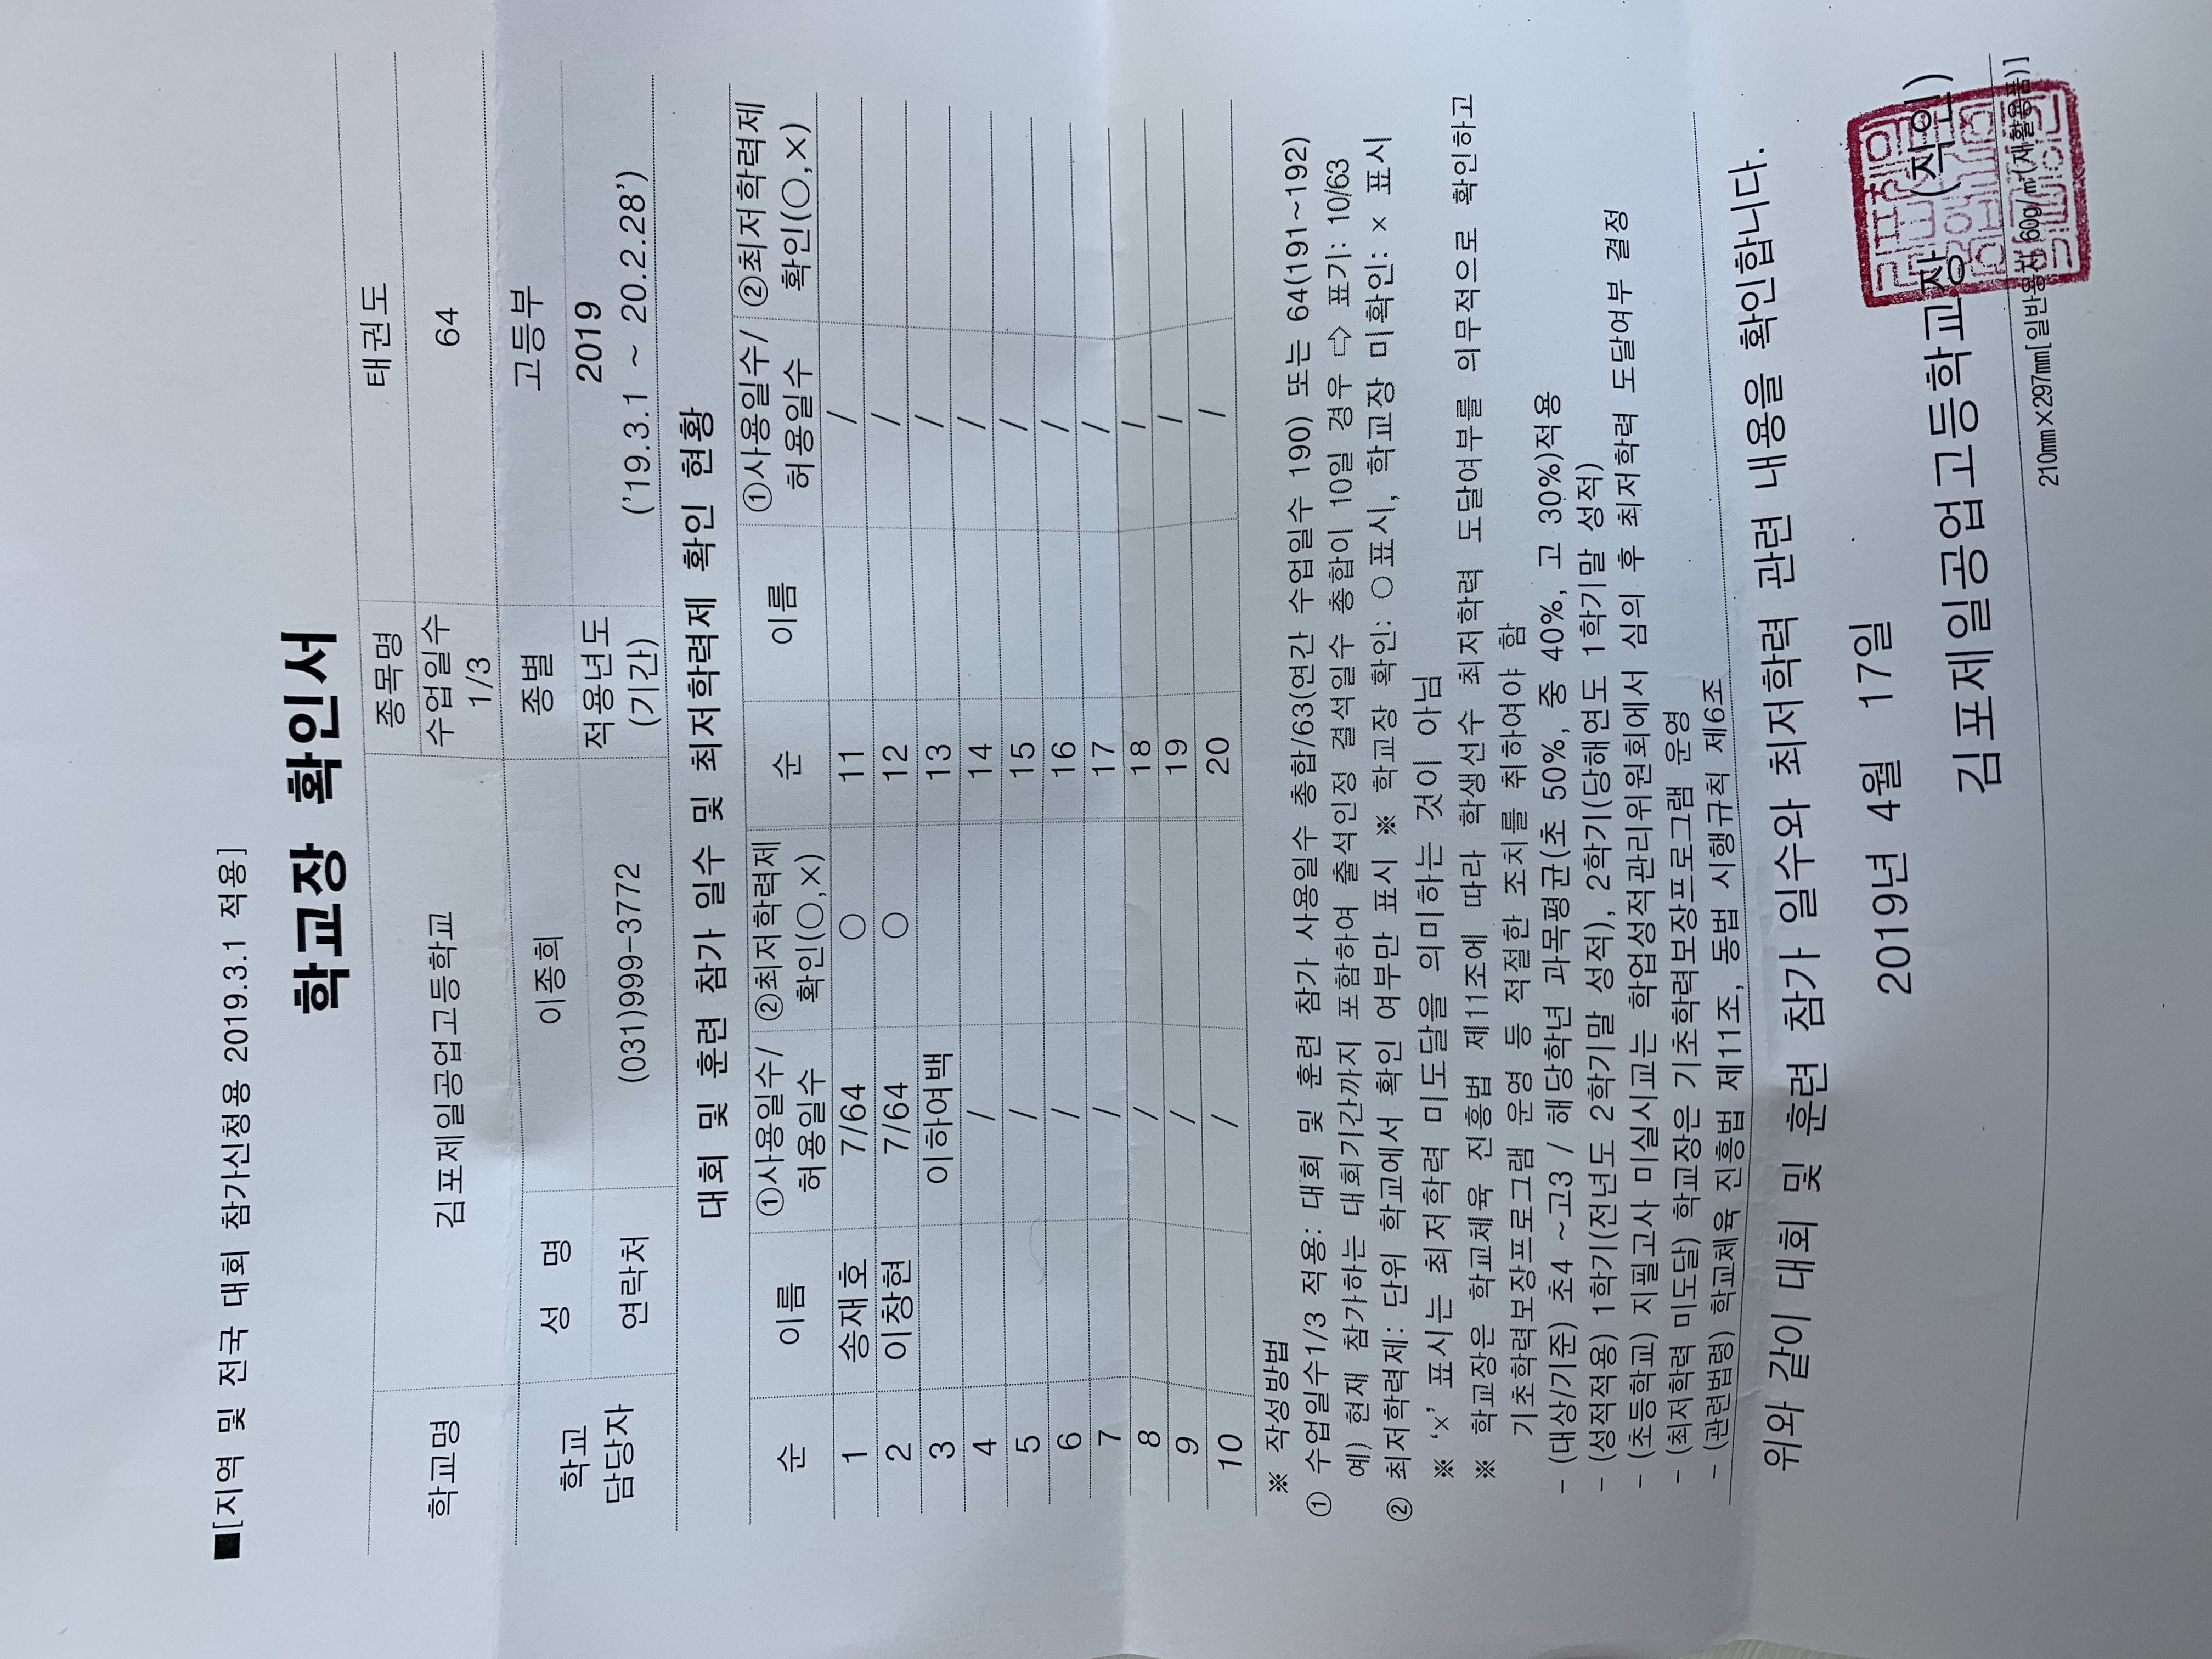 ■[지역 및 전국 대회 참가신청용 2019.3.1 적용]
학교장 확인서
학교명 김포제일공업고등학교 종목명 태권도
수업일수 1/3 64
학교 담당자 성 명 이종희 종별 고등부
연락처 (031)999-3772 적용년도 (기간) 2019 ('19.3.1 ~ 20.2.28')
대회 및 훈련 참가 일수 및 최저학력제 확인 현황
순 이름 ①사용일수/허용일수 ②최저학력제 확인(○,×) 순 이름 ①사용일수/허용일수 ②최저학력제 확인(○,×)
1 송재호 7/64 ○ 11 /
2 이창현 7/64 ○ 12 /
3 이하여백 13 /
4 / 14 /
5 / 15 /
6 / 16 /
7 / 17 /
8 / 18 /
9 / 19 /
10 / 20 /
※ 작성방법
① 수업일수1/3 적용: 대회 및 훈련 참가 사용일수 총합/63(연간 수업일수 190) 또는 64(191~192)
예) 현재 참가하는 대회기간까지 포함하여 출석인정 결석일수 총합이 10일 경우 ⇨ 표기: 10/63
② 최저학력제: 단위 학교에서 확인 여부만 표시 ※ 학교장 확인: ○표시, 학교장 미확인: × 표시
※ '×' 표시는 최저학력 미도달을 의미하는 것이 아님
※ 학교장은 학교체육 진흥법 제11조에 따라 학생선수 최저학력 도달여부를 의무적으로 확인하고
기초학력보장프로그램 운영 등 적절한 조치를 취하여야 함
- (대상/기준) 초4 ~고3 / 해당학년 과목평균(초 50%, 중 40%, 고 30%)적용
- (성적적용) 1학기(전년도 2학기말 성적), 2학기(당해연도 1학기말 성적)
- (초등학교) 지필고사 미실시교는 학업성적관리위원회에서 심의 후 최저학력 도달여부 결정
- (최저학력 미도달) 학교장은 기초학력보장프로그램 운영
- (관련법령) 학교체육 진흥법 제11조, 동법 시행규칙 제6조
위와 같이 대회 및 훈련 참가 일수와 최저학력 관련 내용을 확인합니다.
2019년 4월 17일
김포제일공업고등학교장 (직인)
210㎜×297㎜[일반용지 60g/㎡(재활용품)]